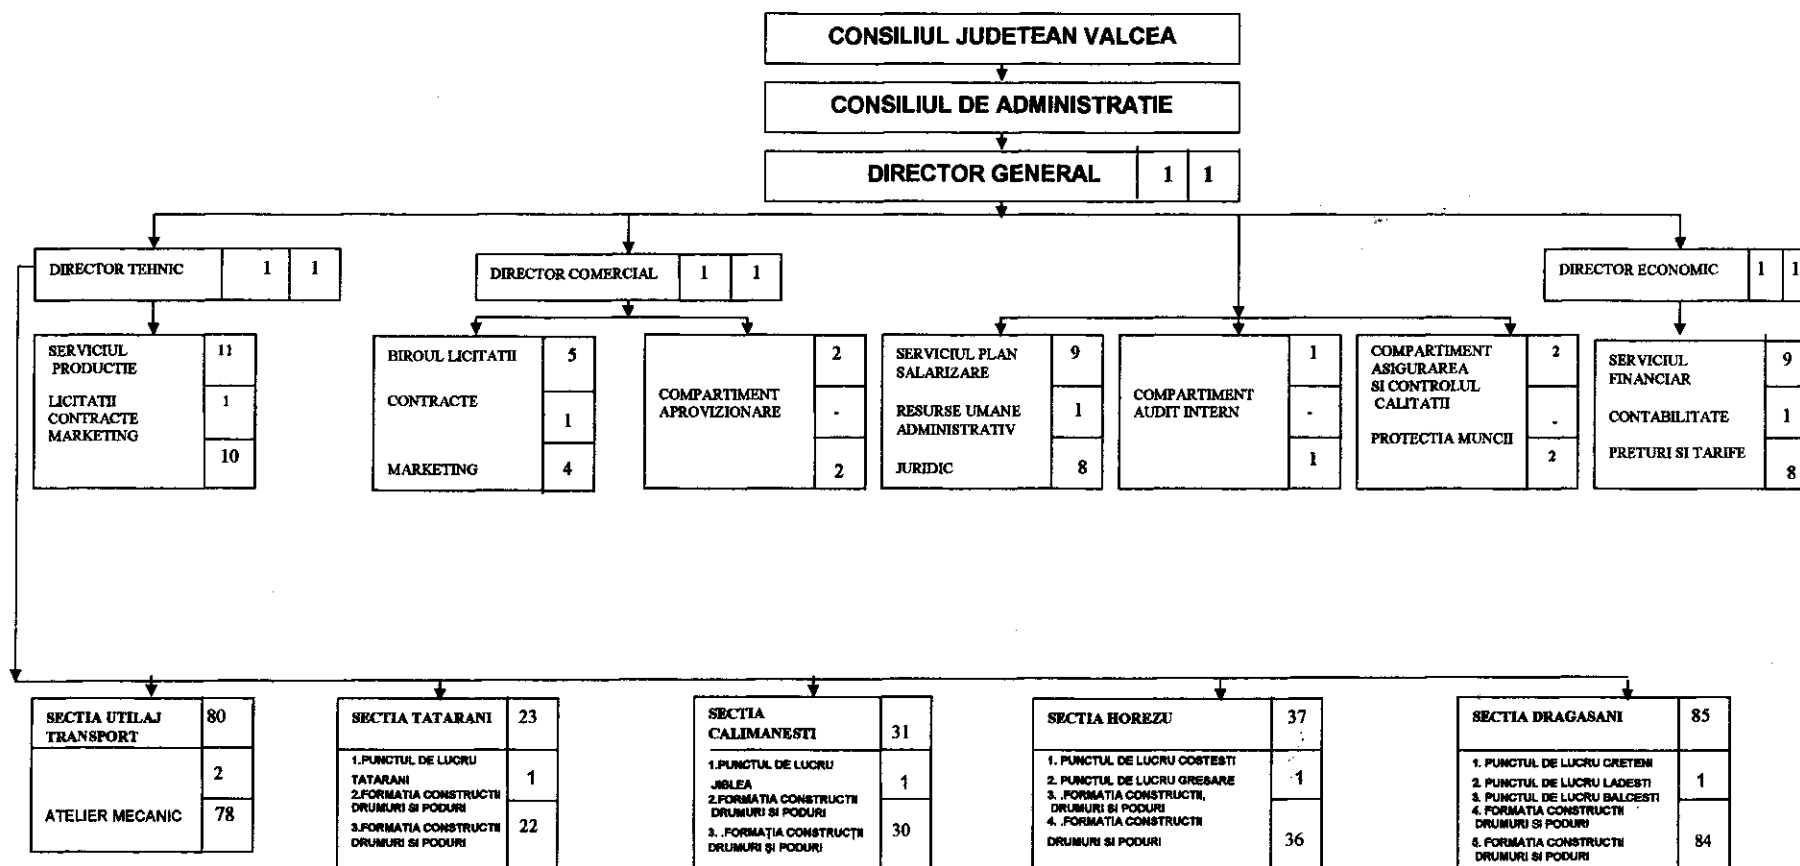 CONSILIUL JUDETEAN VALCEA
CONSILIUL DE ADMINISTRATIE
DIRECTOR GENERAL 1 1
DIRECTOR TEHNIC 1 1
DIRECTOR COMERCIAL 1 1
DIRECTOR ECONOMIC 1 1
SERVICIUL 11
PRODUCTIE
LICITATII 1
CONTRACTE
MARKETING
10
BIROUL LICITATII 5
CONTRACTE
1
MARKETING 4
2
COMPARTIMENT
APROVIZIONARE -
2
SERVICIUL PLAN 9
SALARIZARE
RESURSE UMANE 1
ADMINISTRATIV
JURIDIC 8
1
COMPARTIMENT
AUDIT INTERN -
1
COMPARTIMENT 2
ASIGURAREA
SI CONTROLUL
CALITATII
-
PROTECTIA MUNCII
2
SERVICIUL 9
FINANCIAR
CONTABILITATE 1
PRETURI SI TARIFE
8
SECTIA UTILAJ 80
TRANSPORT
2
ATELIER MECANIC 78
SECTIA TATARANI 23
1.PUNCTUL DE LUCRU
TATARANI 1
2.FORMATIA CONSTRUCTII
DRUMURI SI PODURI
3.FORMATIA CONSTRUCTII 22
DRUMURI SI PODURI
SECTIA
CALIMANESTI 31
1.PUNCTUL DE LUCRU
JIBLEA 1
2.FORMATIA CONSTRUCTII
DRUMURI SI PODURI
3. .FORMAŢIA CONSTRUCŢII 30
DRUMURI ŞI PODURI
SECTIA HOREZU 37
1. PUNCTUL DE LUCRU COSTESTI
2. PUNCTUL DE LUCRU GRESARE 1
3. .FORMATIA CONSTRUCTII,
DRUMURI SI PODURI
4. .FORMATIA CONSTRUCTII
DRUMURI SI PODURI 36
SECTIA DRAGASANI 85
1. PUNCTUL DE LUCRU CRETENI
2. PUNCTUL DE LUCRU LADESTI 1
3. PUNCTUL DE LUCRU BALCESTI
4. FORMATIA CONSTRUCTII
DRUMURI SI PODURI
5. FORMATIA CONSTRUCTII 84
DRUMURI SI PODURI